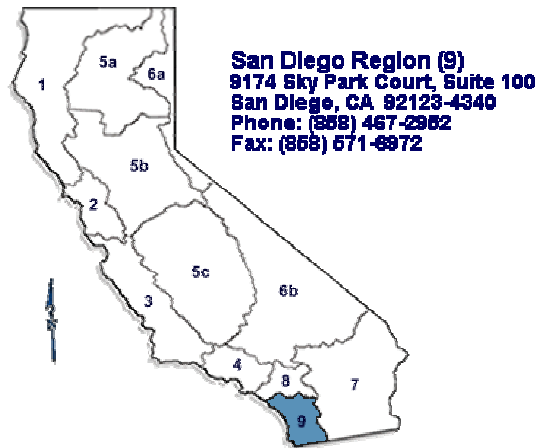 San Diego Region (9)
9174 Sky Park Court, Suite 100
San Diego, CA 92123-4340
Phone: (858) 467-2952
Fax: (858) 571-6972
5a
6a
1
5b
2
5c
6b
3
4
8
7
9